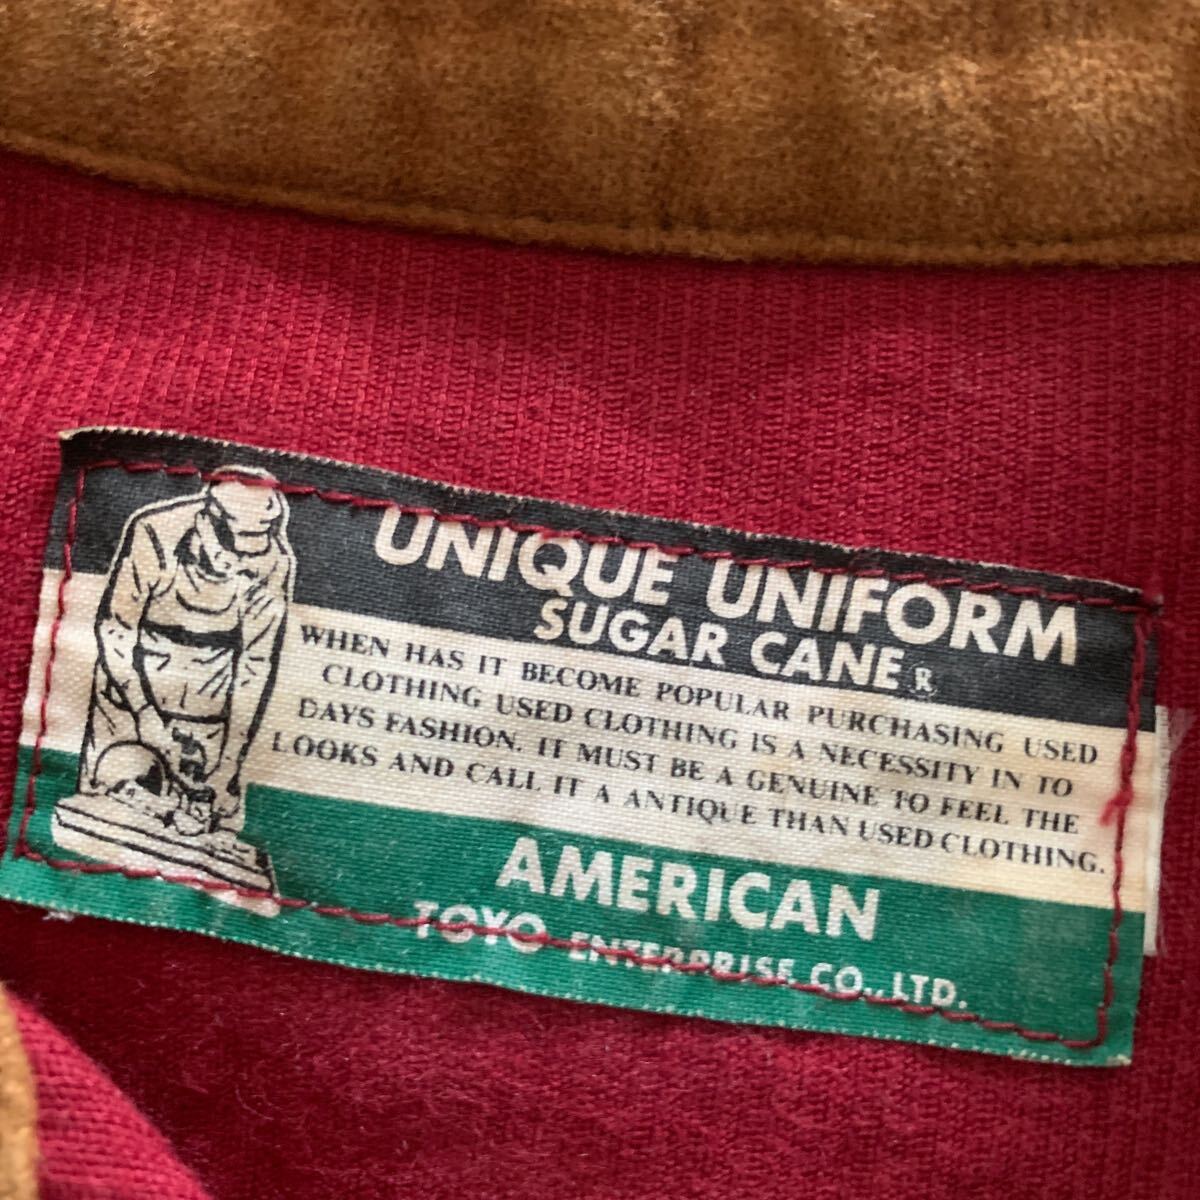 UNIQUE UNIFORM
SUGAR CANE R
WHEN HAS IT BECOME POPULAR PURCHASING USED
CLOTHING USED CLOTHING IS A NECESSITY IN TO
DAYS FASHION. IT MUST BE A GENUINE TO FEEL THE
LOOKS AND CALL IT A ANTIQUE THAN USED CLOTHING.
AMERICAN
TOYO ENTERPRISE CO., LTD.